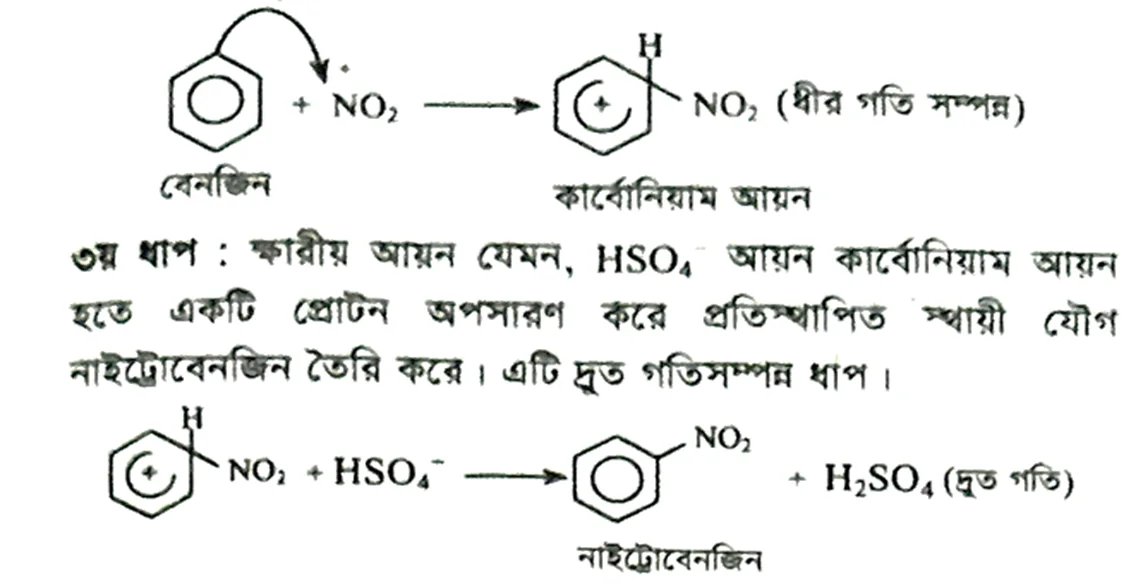 H
+ NO₂ ⟶ + NO₂ (ধীর গতি সম্পন্ন)
বেনজিন কার্বোনিয়াম আয়ন
৩য় ধাপ : ক্ষারীয় আয়ন যেমন, HSO₄⁻ আয়ন কার্বোনিয়াম আয়ন
হতে একটি প্রোটন অপসারণ করে প্রতিস্থাপিত স্থায়ী যৌগ
নাইট্রোবেনজিন তৈরি করে। এটি দ্রুত গতিসম্পন্ন ধাপ।
H NO₂
+ NO₂ + HSO₄⁻ ⟶ + H₂SO₄ (দ্রুত গতি)
নাইট্রোবেনজিন